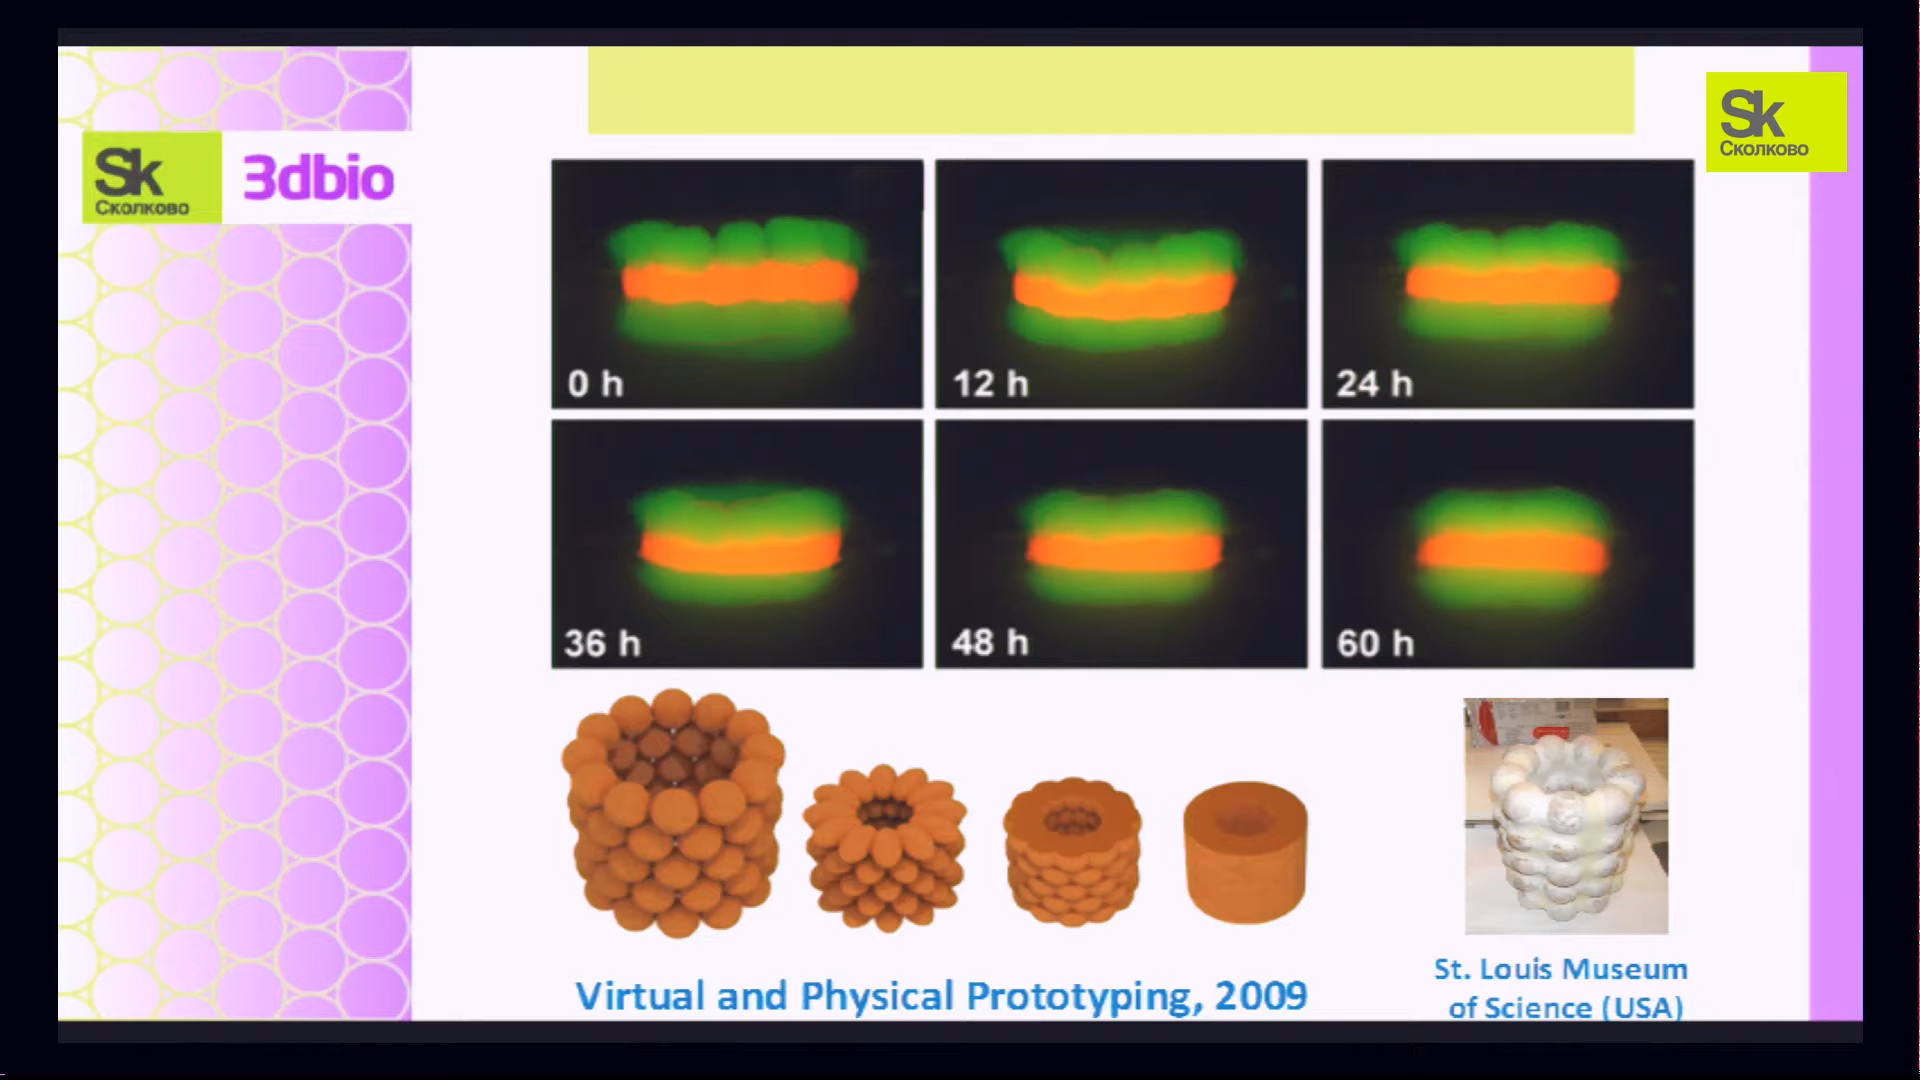 Sk
Сколково
3dbio
Sk
Сколково
0 h
12 h
24 h
36 h
48 h
60 h
Virtual and Physical Prototyping, 2009
St. Louis Museum
of Science (USA)